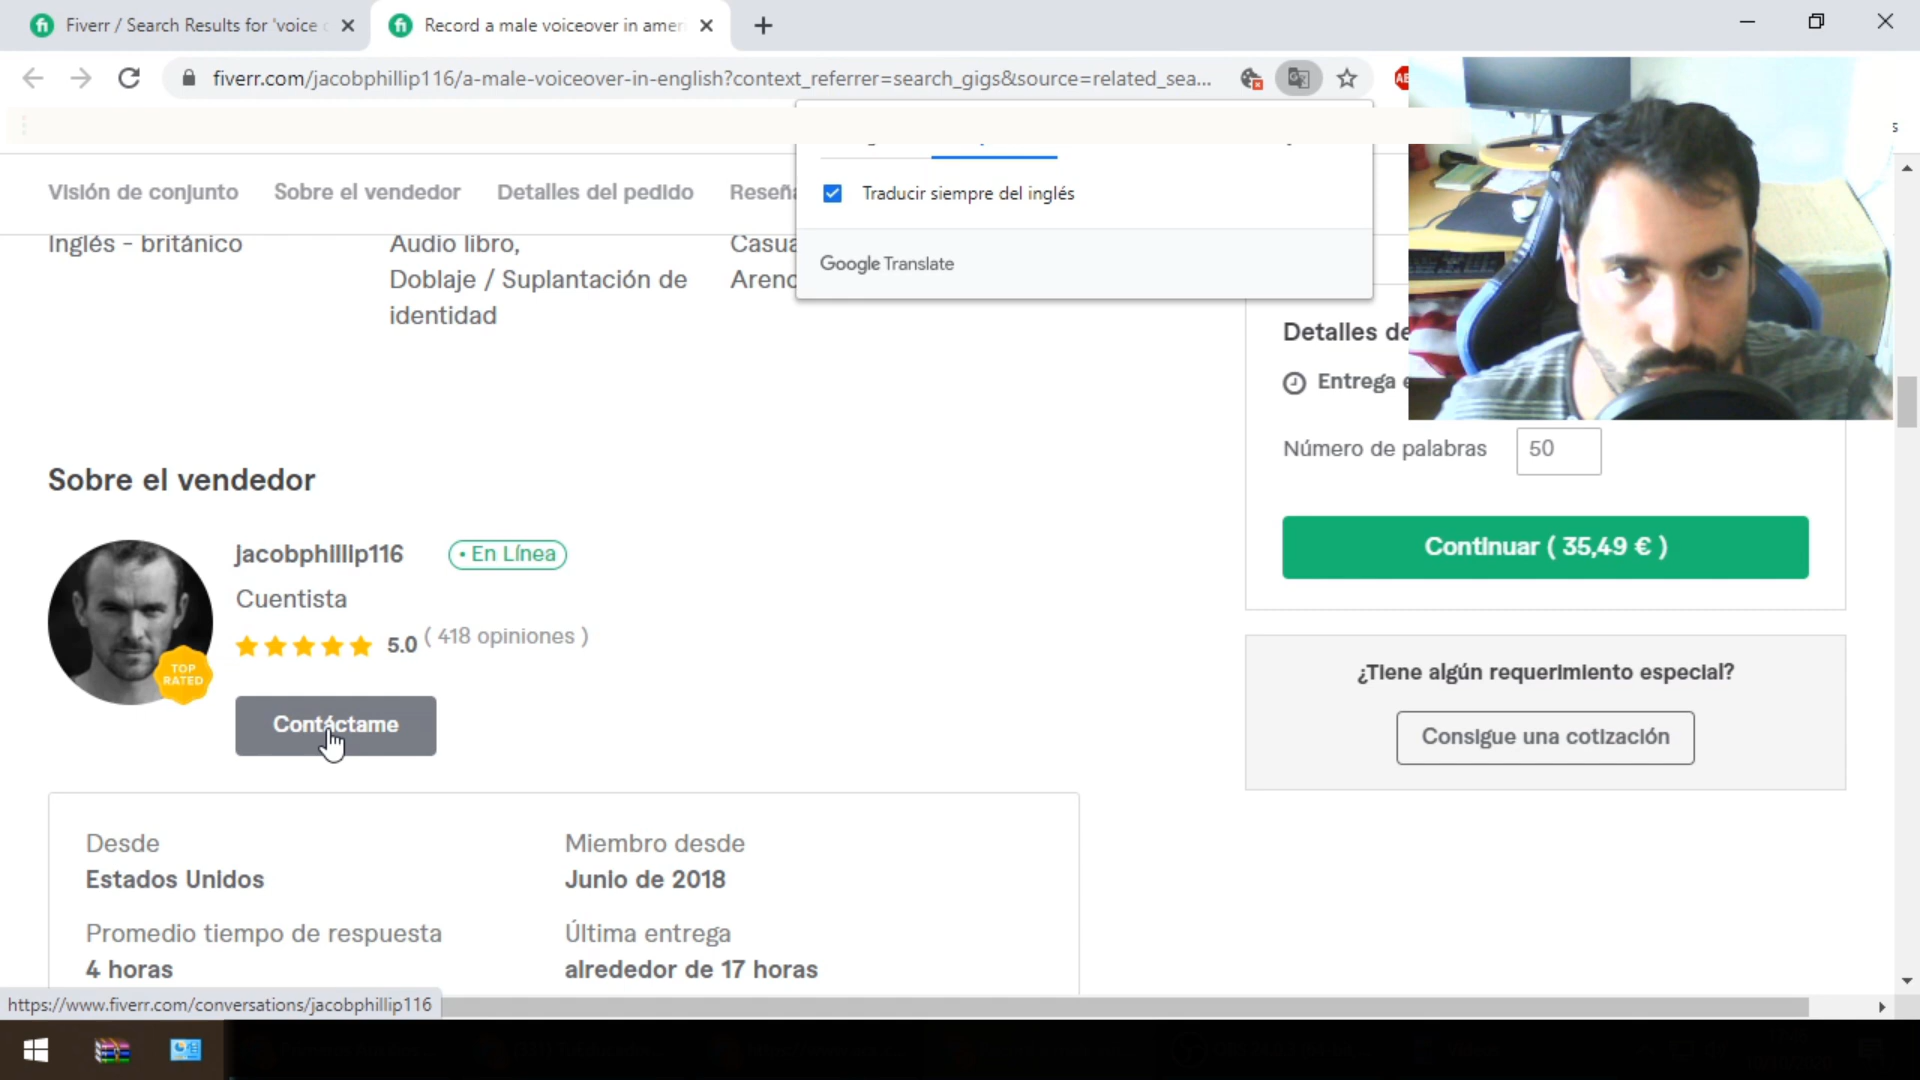 Fiverr / Search Results for 'voice
Record a male voiceover in amer
fiverr.com/jacobphillip116/a-male-voiceover-in-english?context_referrer=search_gigs&source=related_sea...
Traducir siempre del inglés
Google Translate
Visión de conjunto
Sobre el vendedor
Detalles del pedido
Reseña
Inglés - británico
Audio libro,
Doblaje / Suplantación de
identidad
Casua
Areno
Detalles de
Entrega e
Número de palabras
50
Continuar ( 35,49 € )
¿Tiene algún requerimiento especial?
Consigue una cotización
Sobre el vendedor
jacobphillip116
• En Línea
Cuentista
5.0 ( 418 opiniones )
TOP
RATED
Contáctame
Desde
Estados Unidos
Miembro desde
Junio de 2018
Promedio tiempo de respuesta
4 horas
Última entrega
alrededor de 17 horas
https://www.fiverr.com/conversations/jacobphillip116